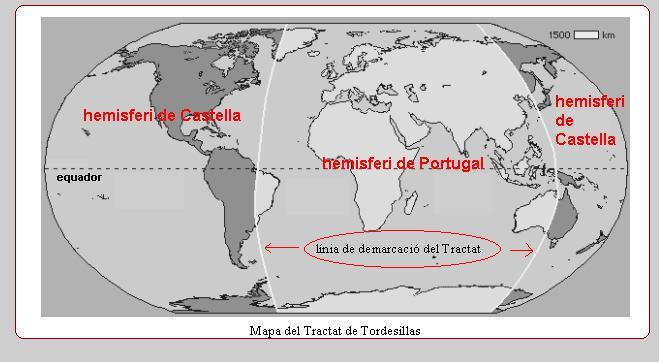 1500 km
hemisferi de Castella
hemisferi
de
Castella
hemisferi de Portugal
equador
línia de demarcació del Tractat
Mapa del Tractat de Tordesillas